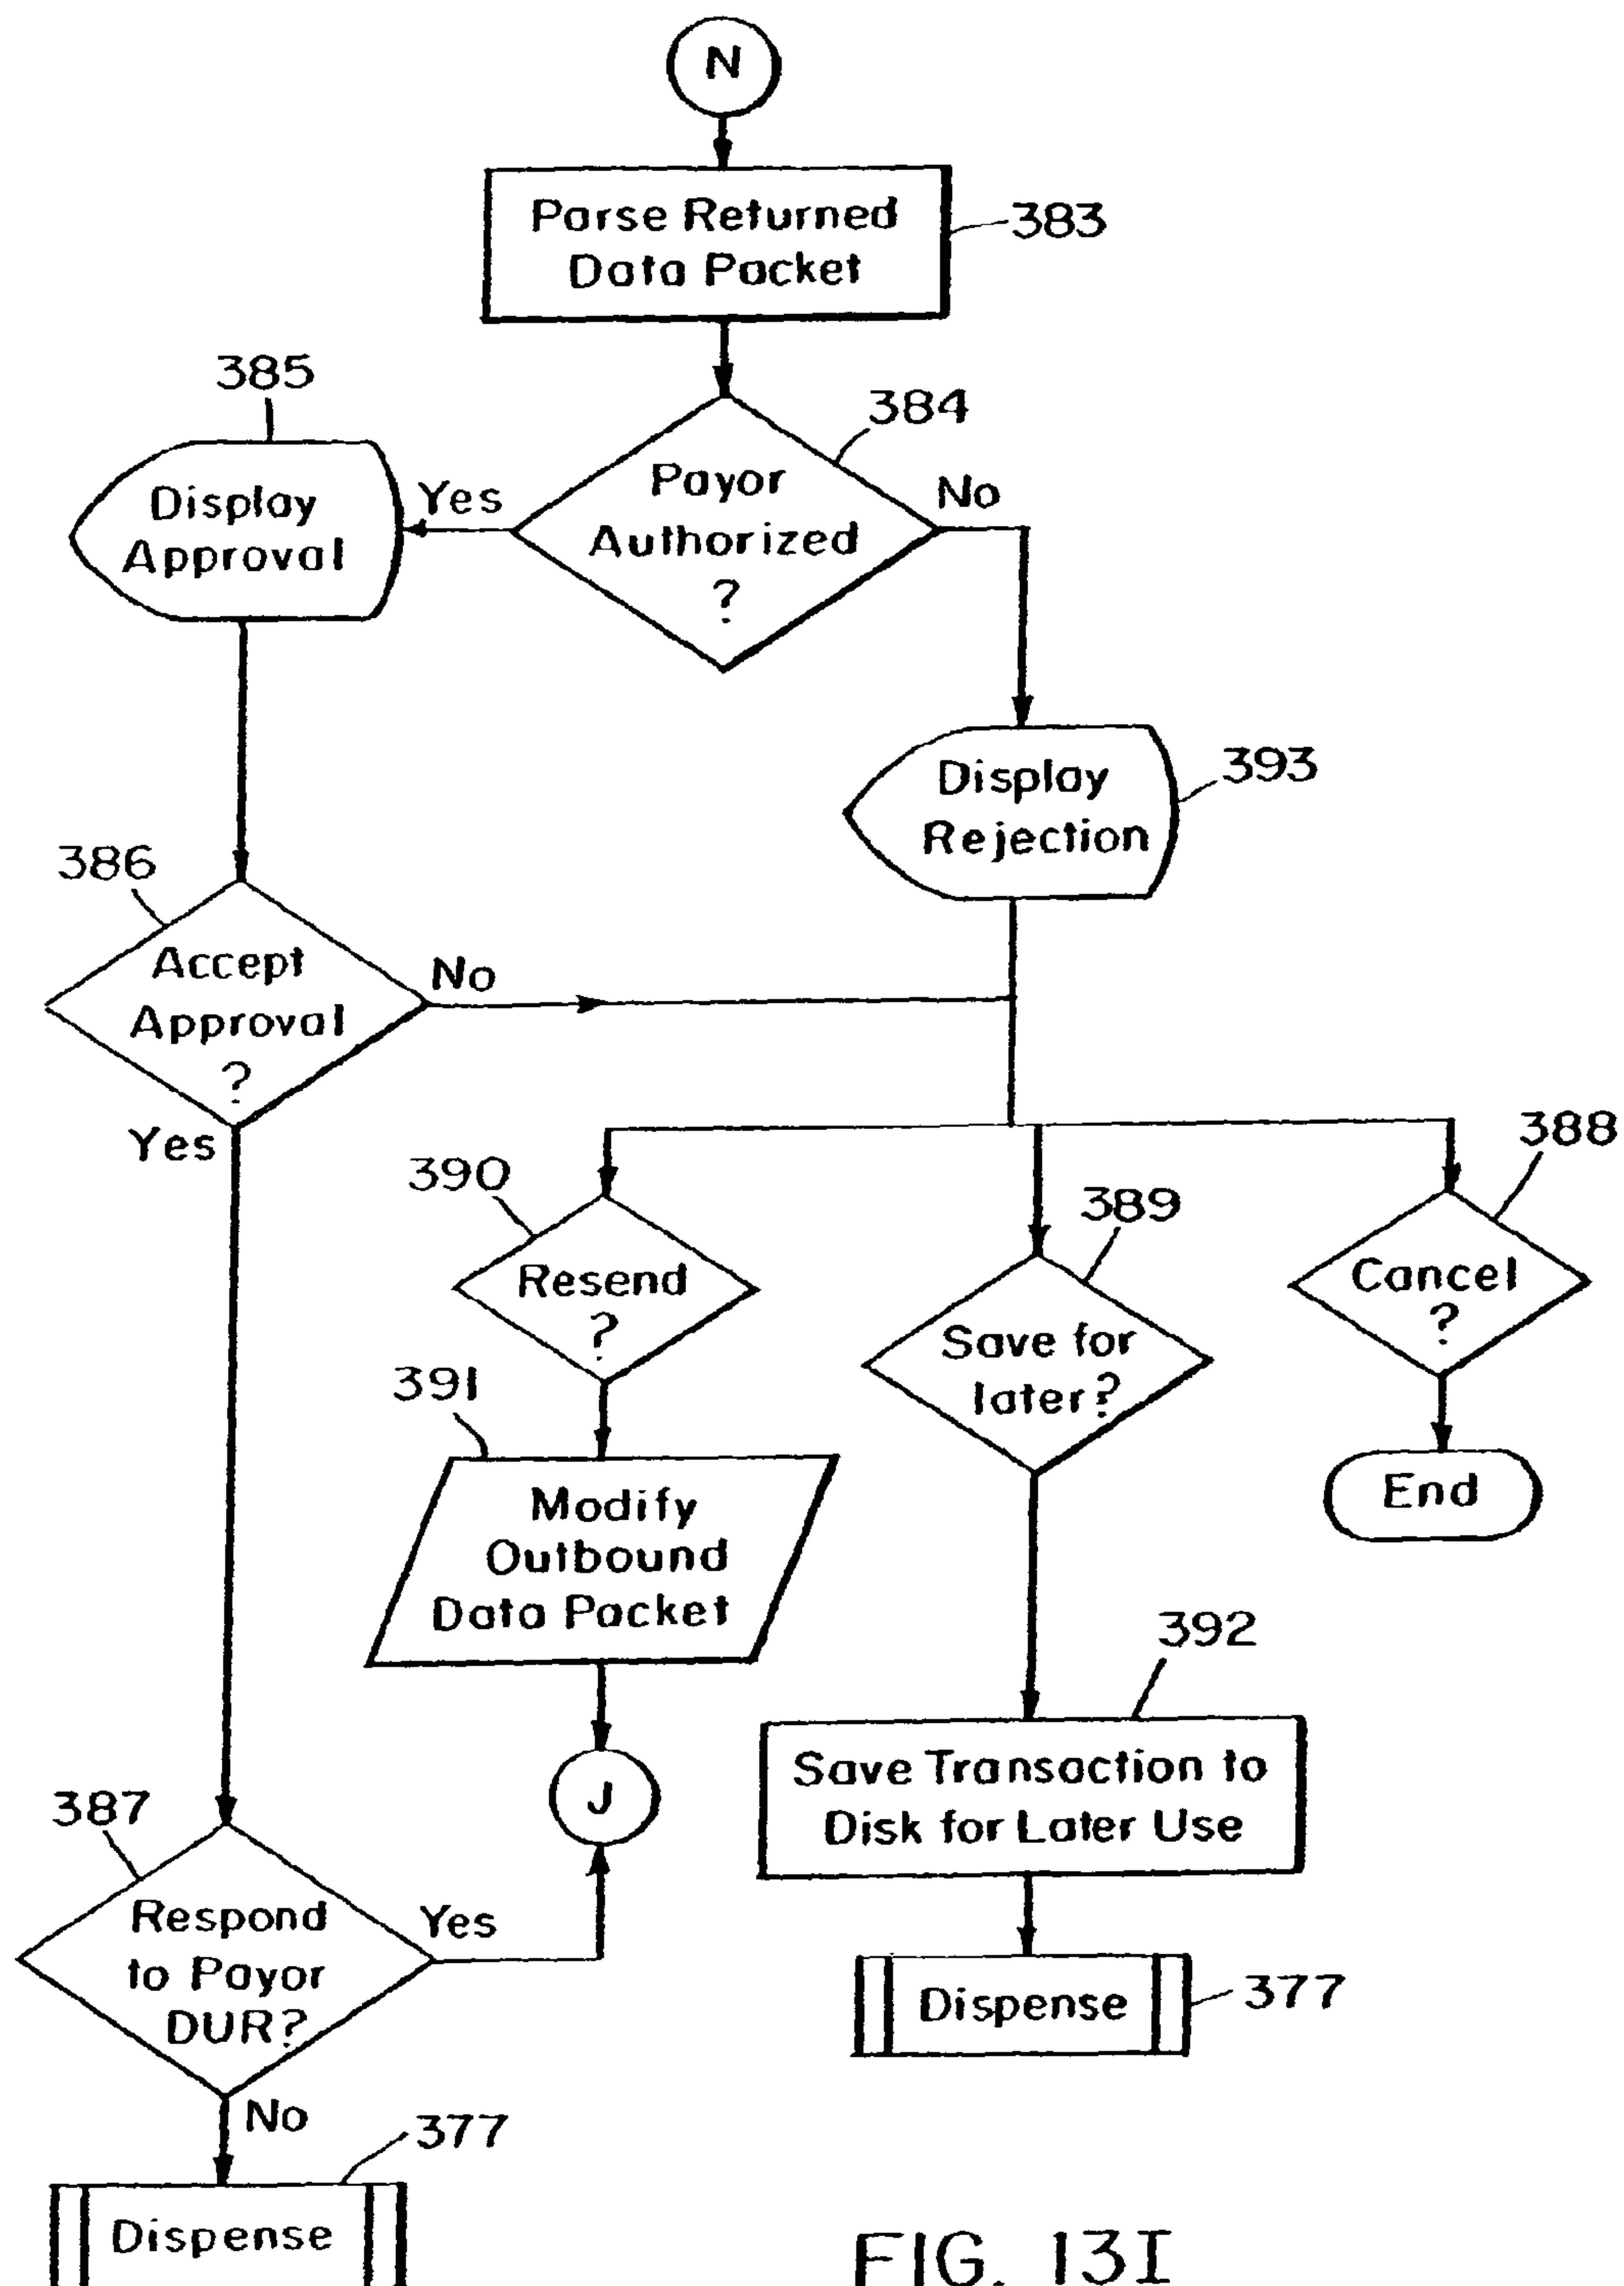 N
Parse Returned
Data Packet
383
385
384
Display
Approval
Yes
Payor
Authorized
?
No
Display
Rejection
393
386
Accept
Approval
?
No
Yes
390
389
388
Resend
?
Save for
later?
Cancel
?
391
Modify
Outbound
Data Packet
End
392
J
Save Transaction to
Disk for Later Use
387
Respond
to Payor
DUR?
Yes
Dispense
377
No
377
Dispense
FIG. 13I